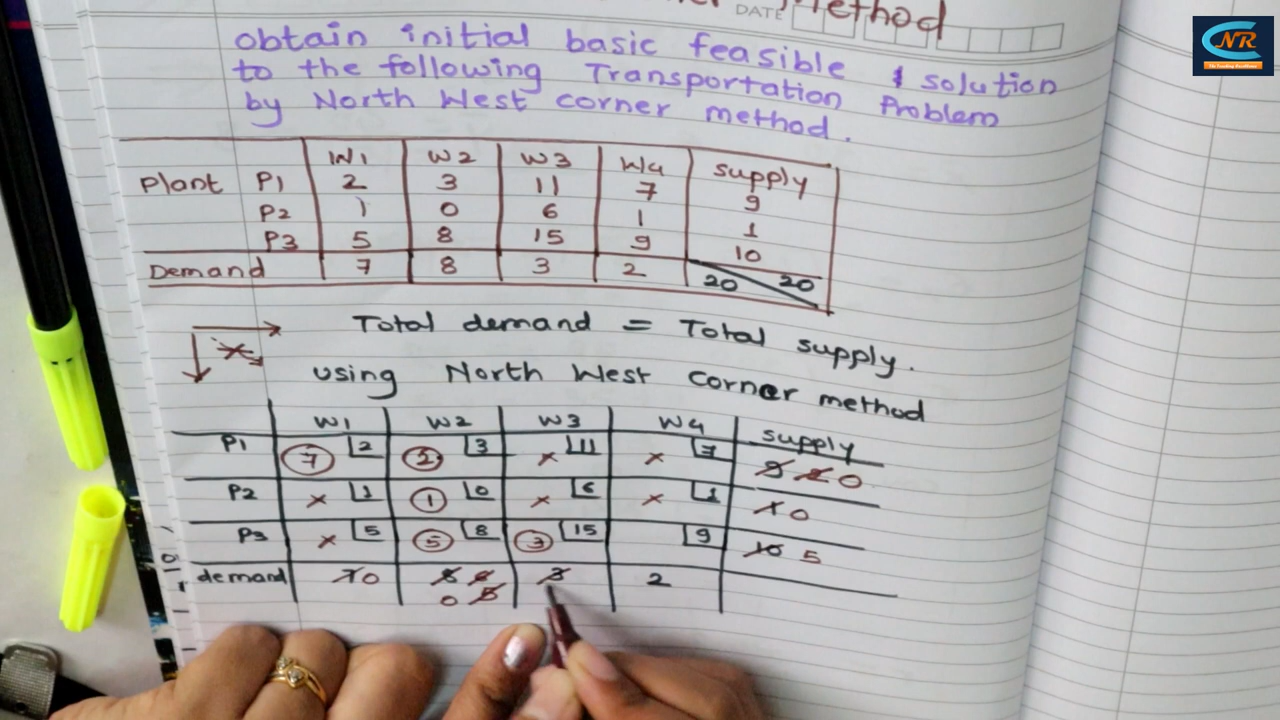 DATE Method
obtain initial basic feasible & solution
to the following Transportation Problem
by North West corner method.
W1 W2 W3 W4 supply
Plant P1 2 3 11 7 9
P2 1 0 6 1 1
P3 5 8 15 9 10
Demand 7 8 3 2 20 20
Total demand = Total supply.
using North West corner method
W1 W2 W3 W4 supply
P1 7 2 2 3 × 11 × 7 9 2 0
P2 × 1 1 0 × 6 × 1 1 0
P3 × 5 5 8 3 15 9 10 5
demand 7 0 8 6 3 2
0 5
CNR